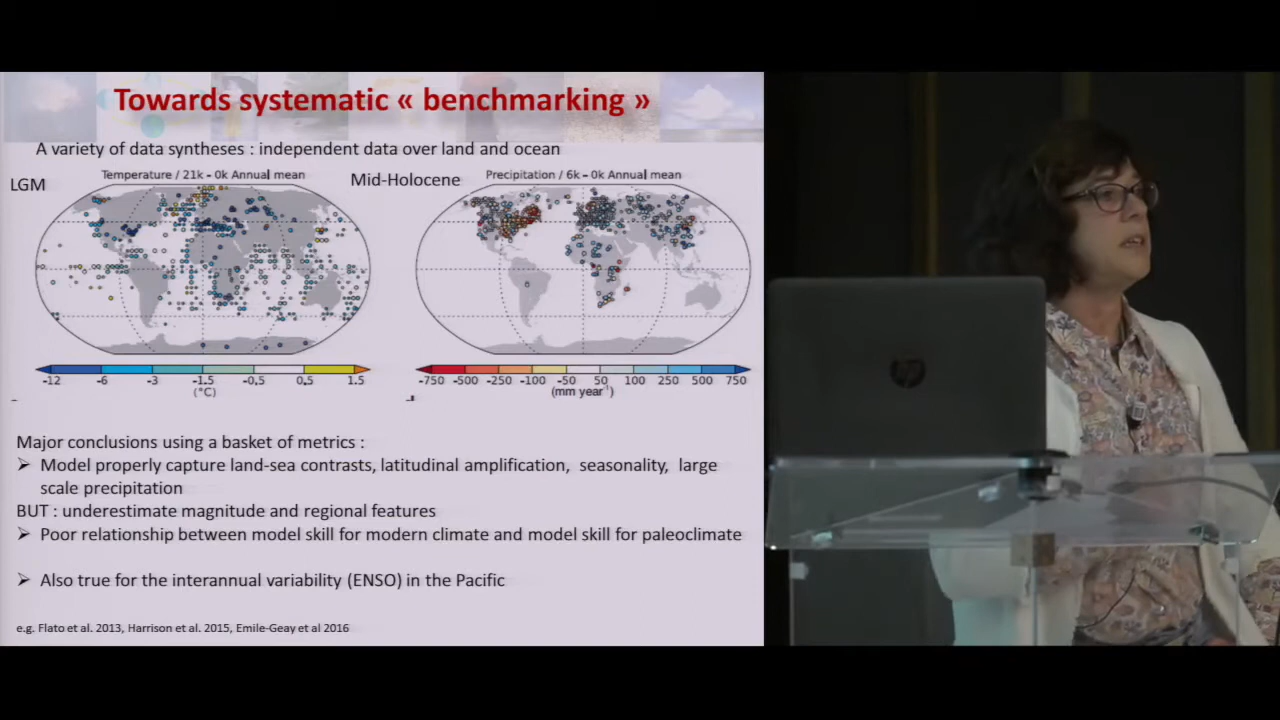 Towards systematic « benchmarking »
A variety of data syntheses : independent data over land and ocean
LGM
Temperature / 21k - 0k Annual mean
Mid-Holocene
Precipitation / 6k - 0k Annual mean
-12 -6 -3 -1.5 -0.5 0.5 1.5
(°C)
-750 -500 -250 -100 -50 50 100 250 500 750
(mm year⁻¹)
Major conclusions using a basket of metrics :
Model properly capture land-sea contrasts, latitudinal amplification, seasonality, large
scale precipitation
BUT : underestimate magnitude and regional features
Poor relationship between model skill for modern climate and model skill for paleoclimate
Also true for the interannual variability (ENSO) in the Pacific
e.g. Flato et al. 2013, Harrison et al. 2015, Emile-Geay et al 2016
hp